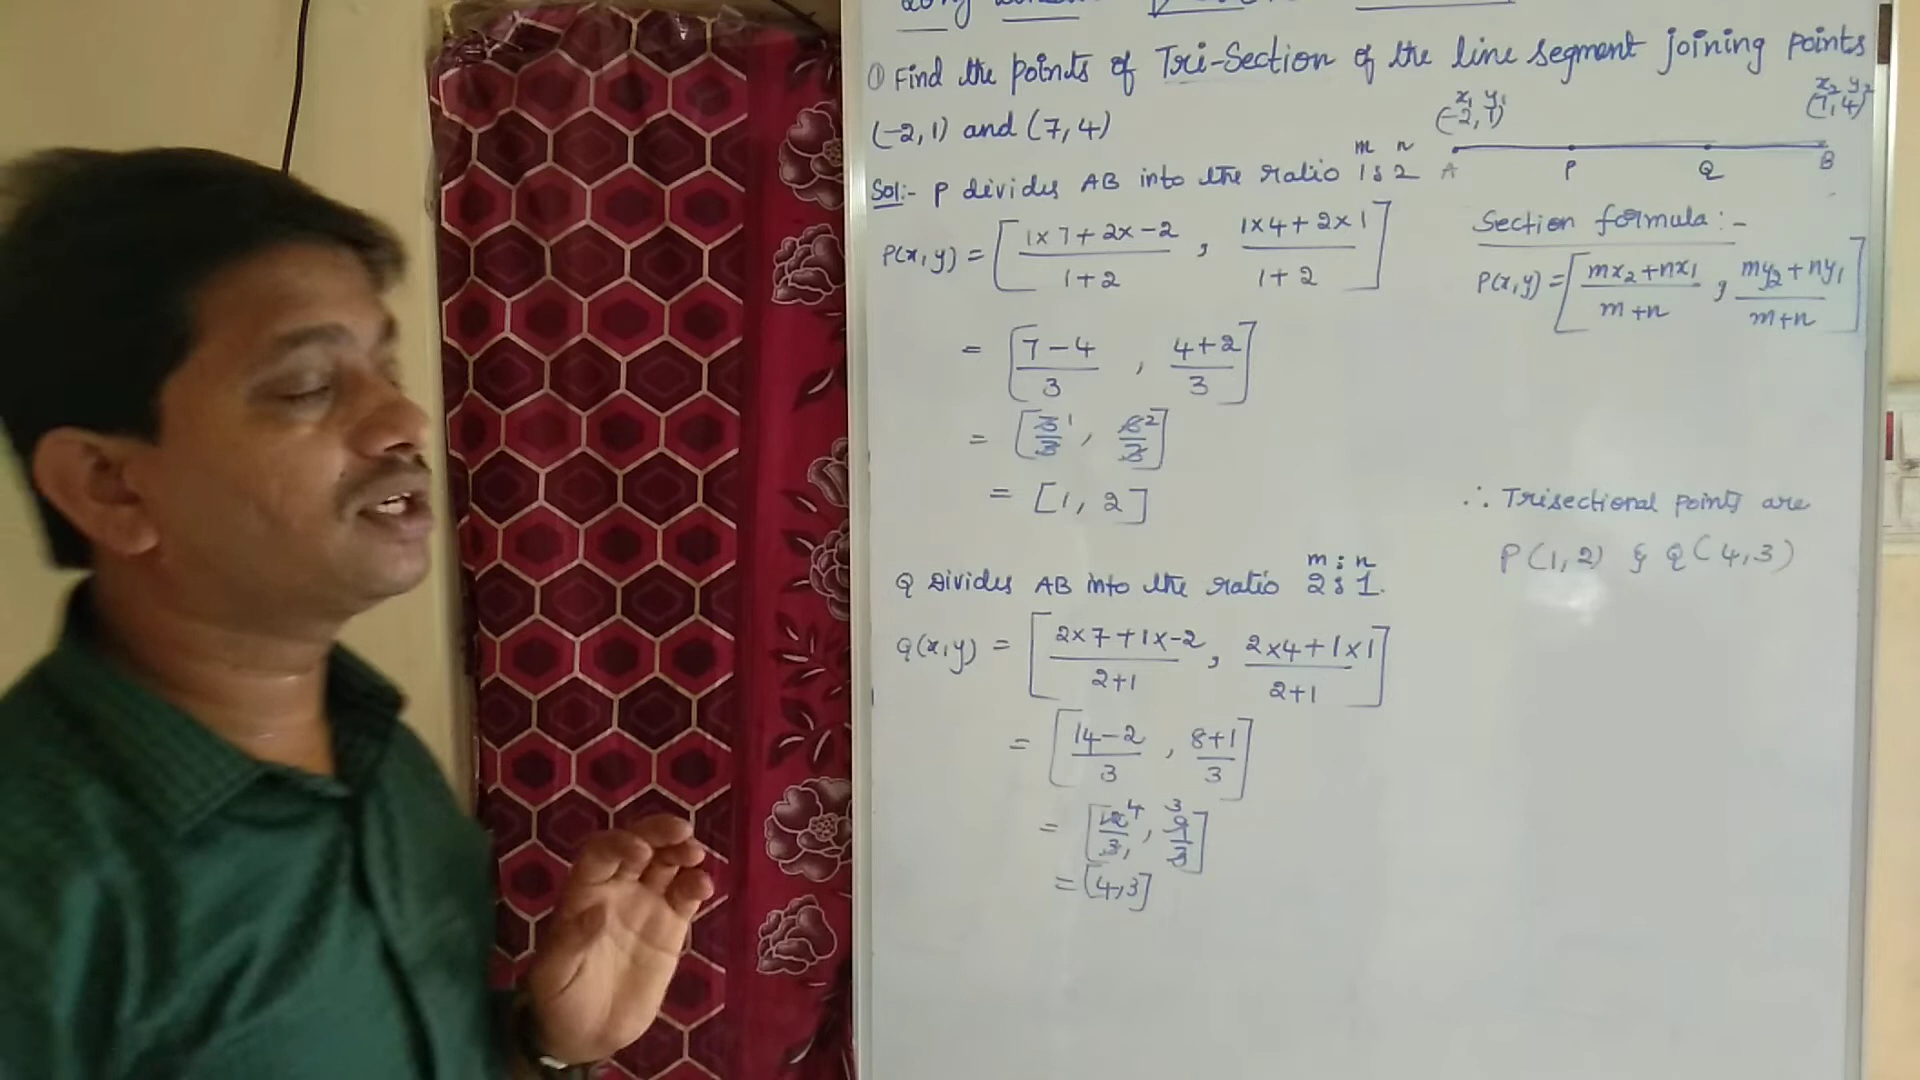 ① Find the points of Tri-Section of the line segment joining points
(-2, 1) and (7, 4)
x₁ y₁
(-2, 1)
x₂ y₂
(7, 4)
A P Q B
m n
Sol:- P divides AB into the ratio 1:2
P(x, y) = [ (1×7+2×-2)/(1+2) , (1×4+2×1)/(1+2) ]
= [ (7-4)/3 , (4+2)/3 ]
= [ 3/3 1 , 6/3 2 ]
= [1, 2]
Section formula :-
P(x, y) = [ (mx₂+nx₁)/(m+n) , (my₂+ny₁)/(m+n) ]
m : n
Q Divides AB into the ratio 2:1.
Q(x, y) = [ (2×7+1×-2)/(2+1) , (2×4+1×1)/(2+1) ]
= [ (14-2)/3 , (8+1)/3 ]
= [ 12/3 4 , 9/3 3 ]
= [4,3]
∴ Trisectional points are
P(1, 2) & Q(4, 3)